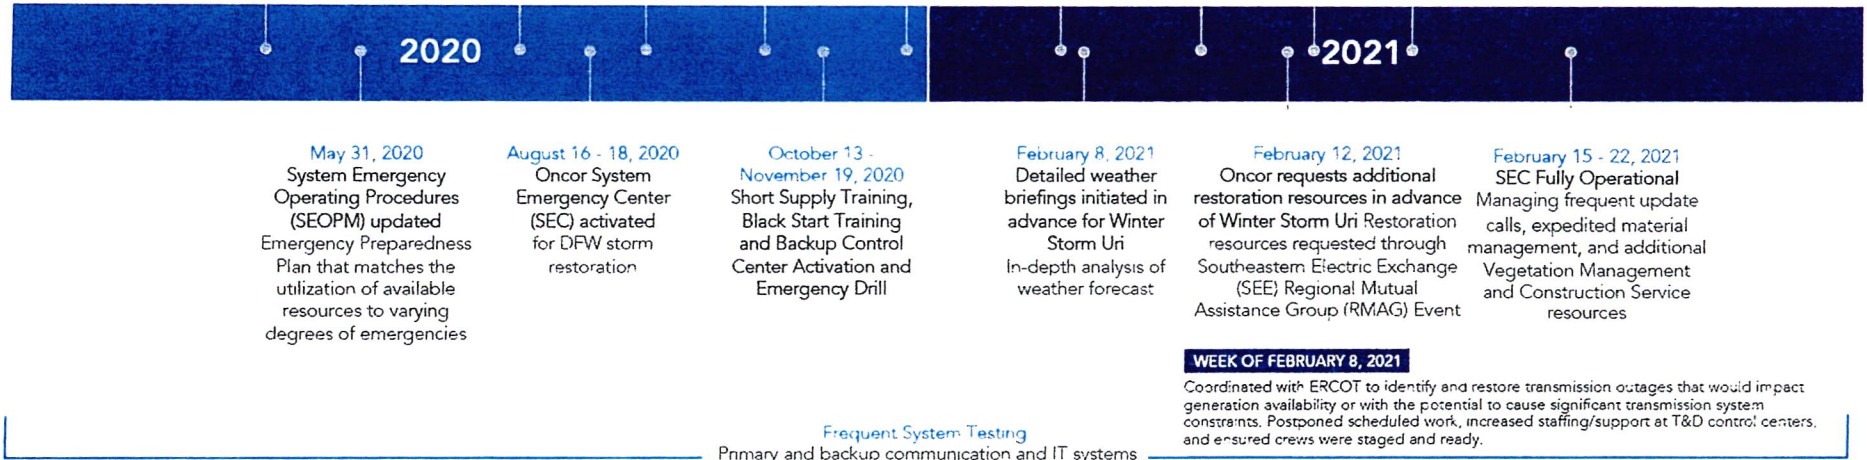 2020
2021
May 31, 2020
System Emergency
Operating Procedures
(SEOPM) updated
Emergency Preparedness
Plan that matches the
utilization of available
resources to varying
degrees of emergencies
August 16 - 18, 2020
Oncor System
Emergency Center
(SEC) activated
for DFW storm
restoration
October 13 -
November 19, 2020
Short Supply Training,
Black Start Training
and Backup Control
Center Activation and
Emergency Drill
February 8, 2021
Detailed weather
briefings initiated in
advance for Winter
Storm Uri
In-depth analysis of
weather forecast
February 12, 2021
Oncor requests additional
restoration resources in advance
of Winter Storm Uri Restoration
resources requested through
Southeastern Electric Exchange
(SEE) Regional Mutual
Assistance Group (RMAG) Event
February 15 - 22, 2021
SEC Fully Operational
Managing frequent update
calls, expedited material
management, and additional
Vegetation Management
and Construction Service
resources
WEEK OF FEBRUARY 8, 2021
Coordinated with ERCOT to identify and restore transmission outages that would impact
generation availability or with the potential to cause significant transmission system
constraints. Postponed scheduled work, increased staffing/support at T&D control centers,
and ensured crews were staged and ready.
Frequent System Testing
Primary and backup communication and IT systems